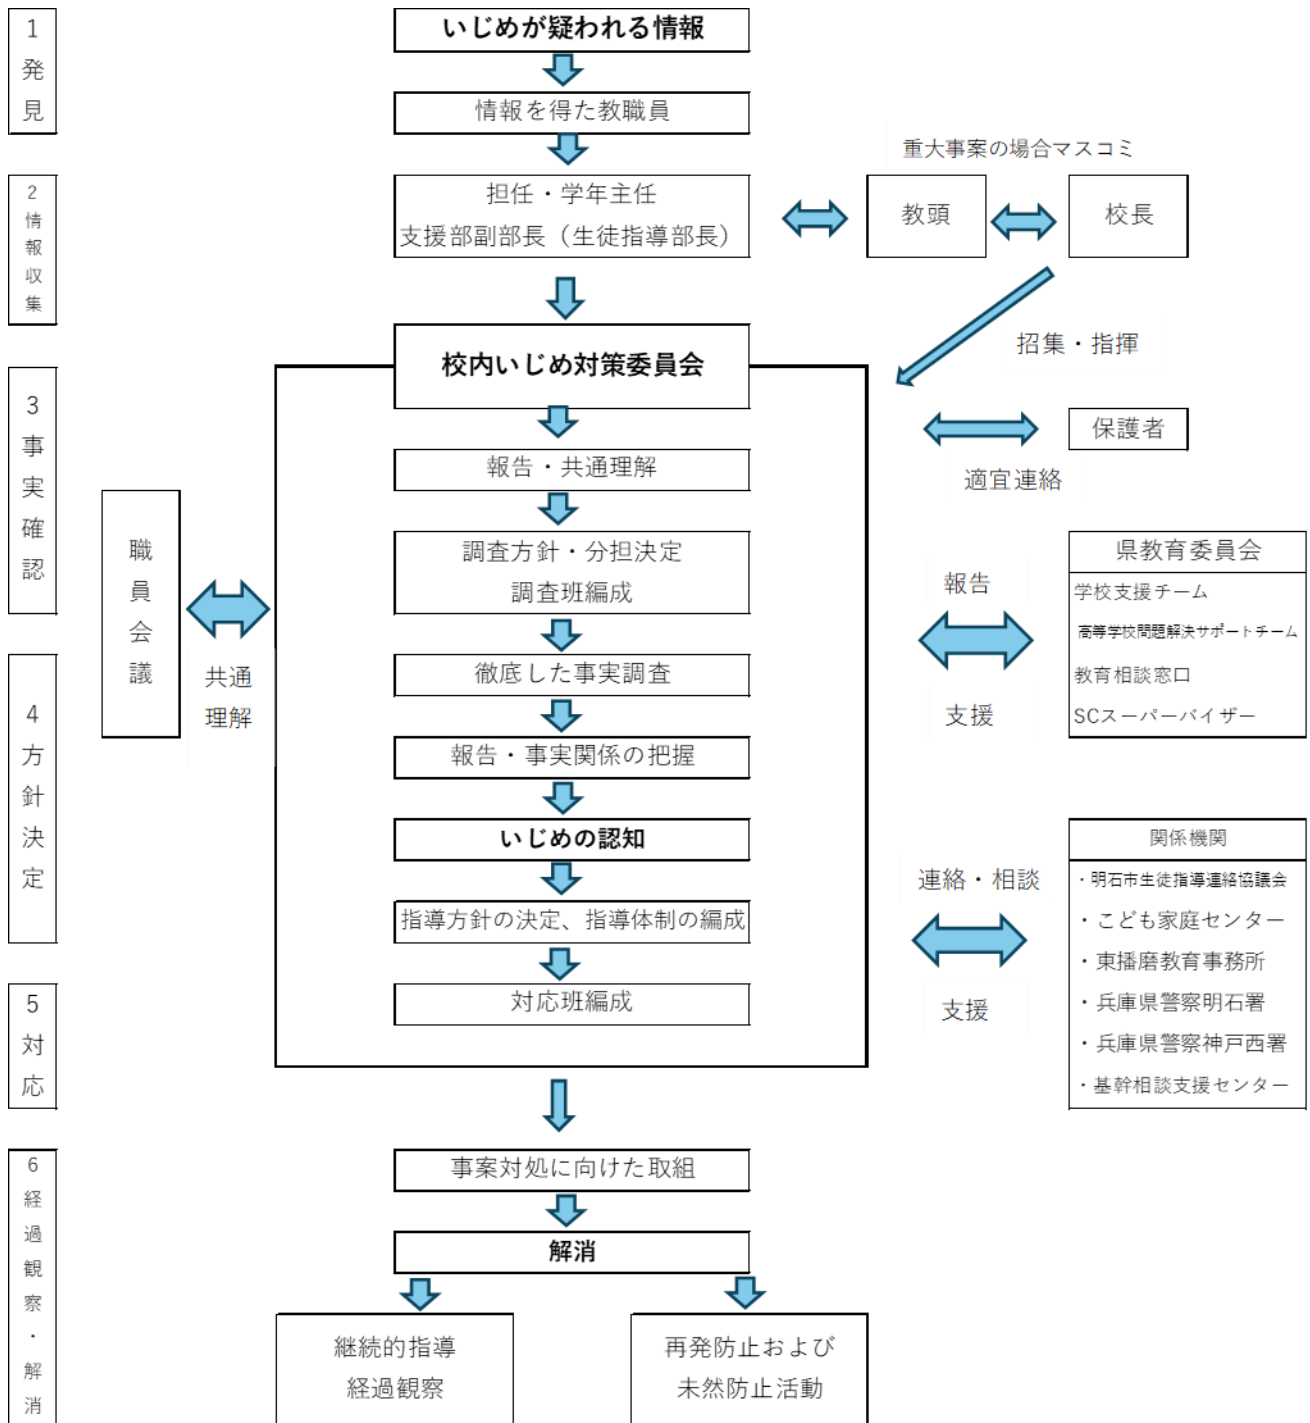 1
発
見
いじめが疑われる情報
情報を得た教職員
2
情
報
収
集
担任・学年主任
支援部副部長（生徒指導部長）
重大事案の場合マスコミ
教頭
校長
招集・指揮
3
事
実
確
認
校内いじめ対策委員会
報告・共通理解
調査方針・分担決定
調査班編成
徹底した事実調査
報告・事実関係の把握
いじめの認知
指導方針の決定、指導体制の編成
対応班編成
職
員
会
議
共通
理解
保護者
適宜連絡
報告
支援
県教育委員会
学校支援チーム
高等学校問題解決サポートチーム
教育相談窓口
SCスーパーバイザー
4
方
針
決
定
連絡・相談
支援
関係機関
・明石市生徒指導連絡協議会
・こども家庭センター
・東播磨教育事務所
・兵庫県警察明石署
・兵庫県警察神戸西署
・基幹相談支援センター
5
対
応
6
経
過
観
察
・
解
消
事案対処に向けた取組
解消
継続的指導
経過観察
再発防止および
未然防止活動